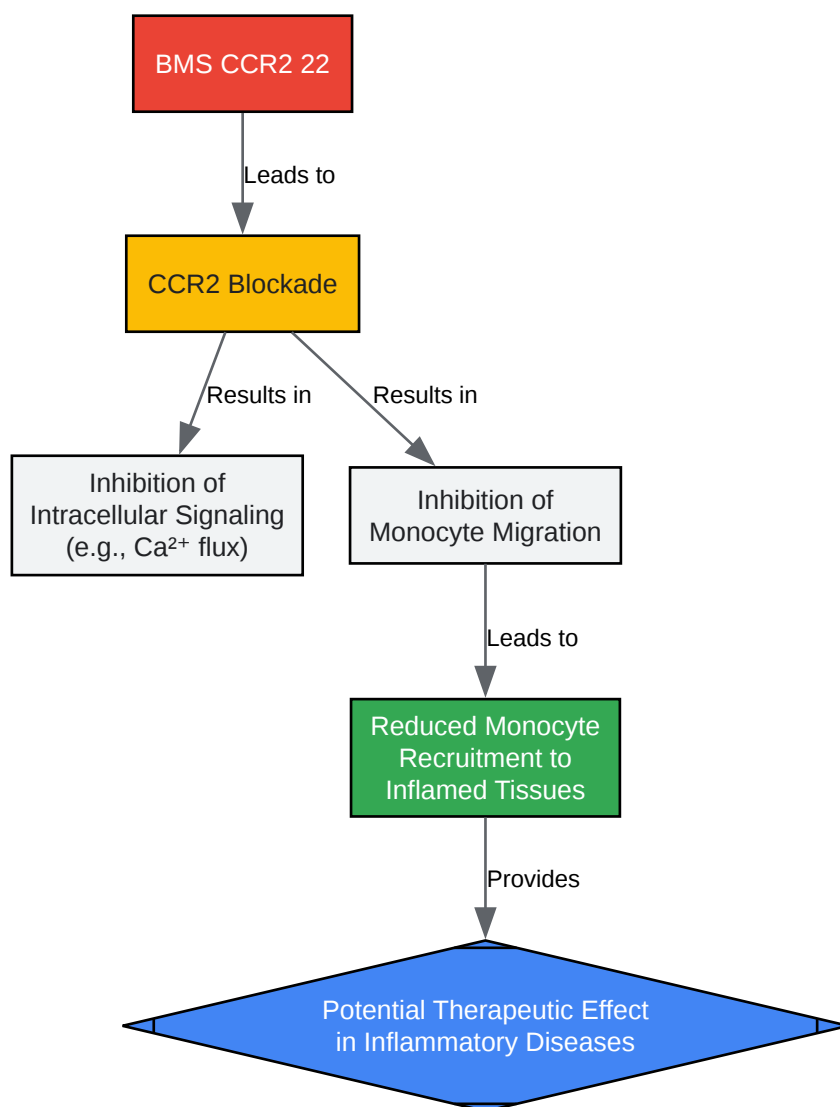 BMS CCR2 22
Leads to
CCR2 Blockade
Results in
Results in
Inhibition of
Intracellular Signaling
(e.g., Ca²⁺ flux)
Inhibition of
Monocyte Migration
Leads to
Reduced Monocyte
Recruitment to
Inflamed Tissues
Provides
Potential Therapeutic Effect
in Inflammatory Diseases